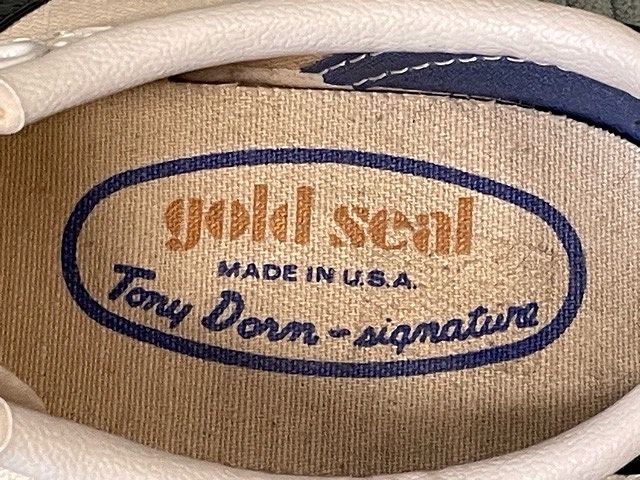 gold seal
MADE IN U.S.A.
Tony Dorn - signature